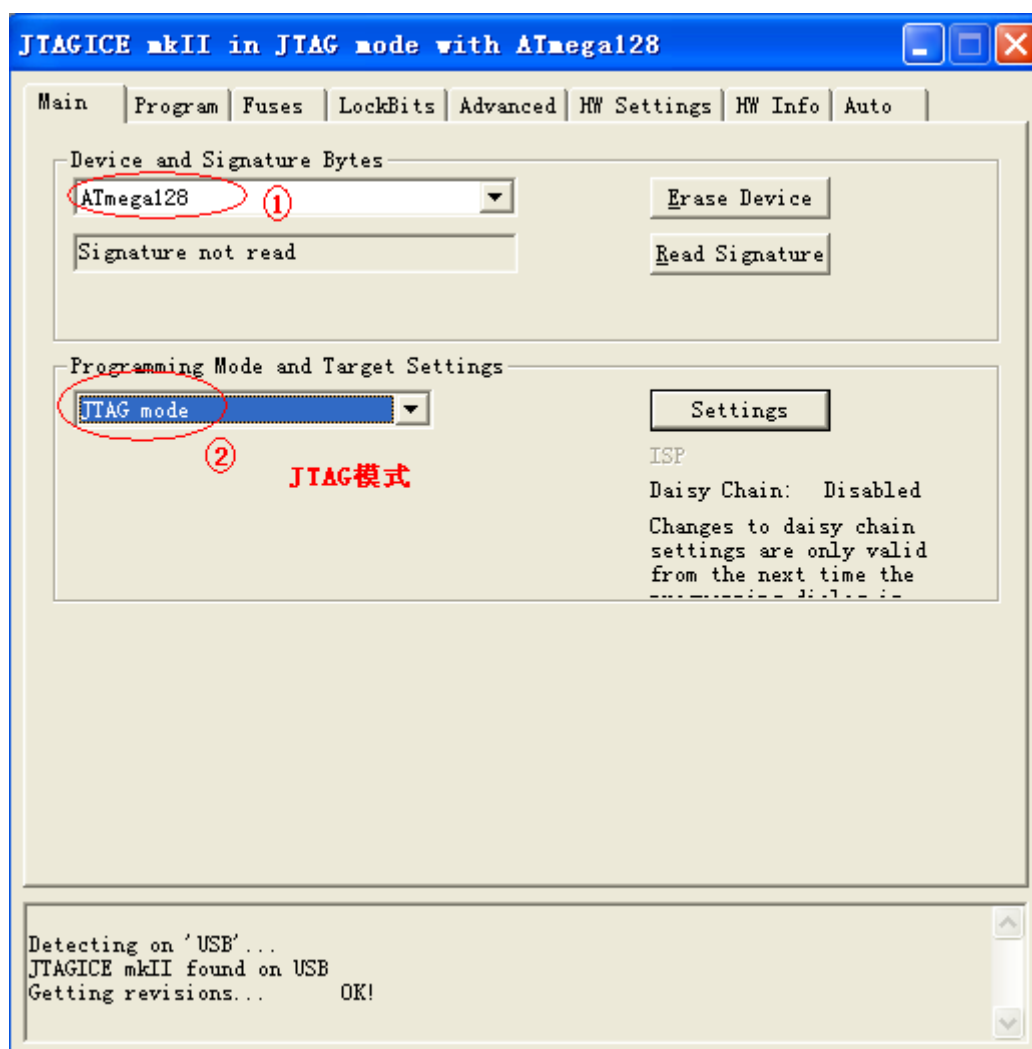 JTAGICE mkII in JTAG mode with ATmega128
Main Program Fuses LockBits Advanced HW Settings HW Info Auto
Device and Signature Bytes
ATmega128 ① Erase Device
Signature not read Read Signature
Programming Mode and Target Settings
JTAG mode Settings
②
JTAG模式
ISP
Daisy Chain: Disabled
Changes to daisy chain
settings are only valid
from the next time the
Detecting on 'USB'...
JTAGICE mkII found on USB
Getting revisions... OK!